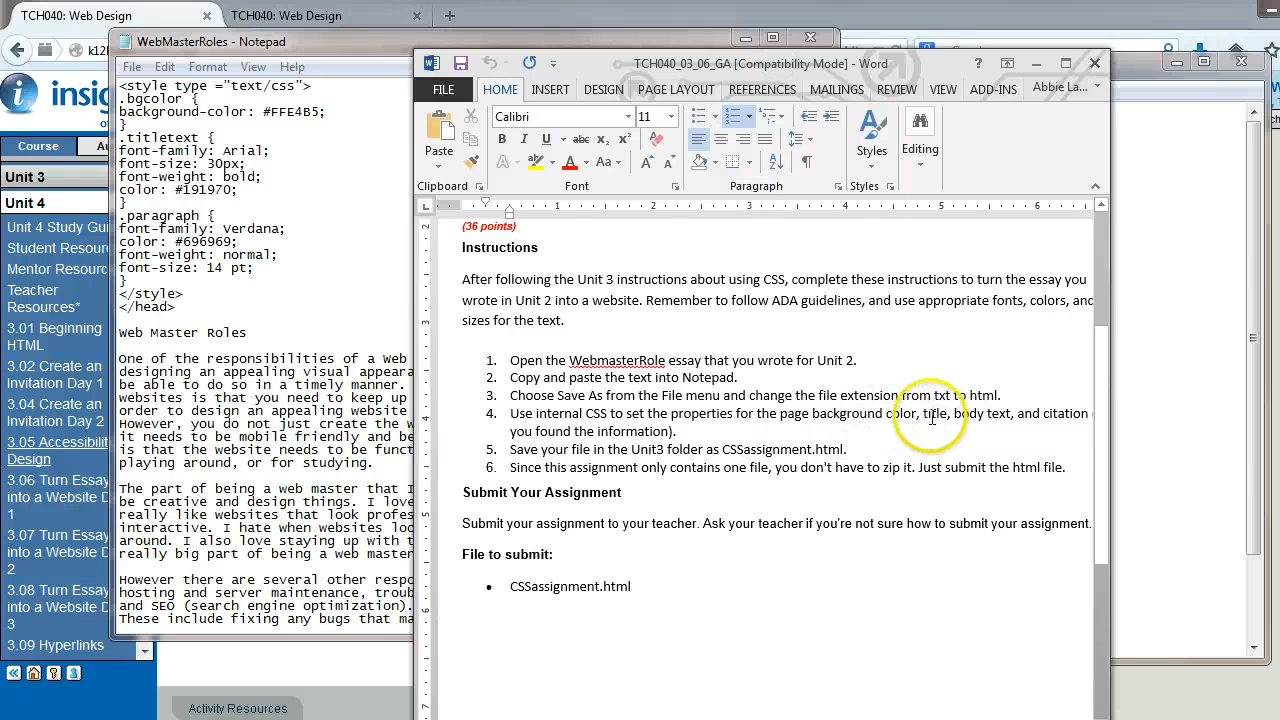 TCH040: Web Design
TCH040: Web Design
WebMasterRoles - Notepad
File Edit Format View Help
<style type ="text/css">
.bgcolor {
background-color: #FFE4B5;
}
.titletext {
font-family: Arial;
font-size: 30px;
font-weight: bold;
color: #191970;
}
.paragraph {
font-family: verdana;
color: #696969;
font-weight: normal;
font-size: 14 pt;
}
</style>
</head>
Web Master Roles
One of the responsibilities of a web
designing an appealing visual appeara
be able to do so in a timely manner.
websites is that you need to keep up
order to design an appealing website
However, you do not just create the w
it needs to be mobile friendly and be
is that the website needs to be funct
playing around, or for studying.
The part of being a web master that I
be creative and design things. I love
really like websites that look profes
interactive. I hate when websites loo
around. I also love staying up with t
really big part of being a web master
However there are several other respo
hosting and server maintenance, troub
and SEO (search engine optimization).
These include fixing any bugs that ma
k12
insig
Course
Unit 3
Unit 4
Unit 4 Study Gui
Student Resourc
Mentor Resourc
Teacher
Resources*
3.01 Beginning
HTML
3.02 Create an
Invitation Day 1
3.04 Create an
Invitation Day 2
3.05 Accessibilit
Design
3.06 Turn Essay
into a Website D
1
3.07 Turn Essay
into a Website D
2
3.08 Turn Essay
into a Website D
3
3.09 Hyperlinks
Activity Resources
TCH040_03_06_GA [Compatibility Mode] - Word
FILE HOME INSERT DESIGN PAGE LAYOUT REFERENCES MAILINGS REVIEW VIEW ADD-INS Abbie La...
Calibri 11
Paste
Styles
Editing
Clipboard Font Paragraph Styles
1 2 3 4 5 6
(36 points)
Instructions
After following the Unit 3 instructions about using CSS, complete these instructions to turn the essay you
wrote in Unit 2 into a website. Remember to follow ADA guidelines, and use appropriate fonts, colors, and
sizes for the text.
1. Open the WebmasterRole essay that you wrote for Unit 2.
2. Copy and paste the text into Notepad.
3. Choose Save As from the File menu and change the file extension from txt to html.
4. Use internal CSS to set the properties for the page background color, title, body text, and citation (
you found the information).
5. Save your file in the Unit3 folder as CSSassignment.html.
6. Since this assignment only contains one file, you don't have to zip it. Just submit the html file.
Submit Your Assignment
Submit your assignment to your teacher. Ask your teacher if you're not sure how to submit your assignment.
File to submit:
• CSSassignment.html